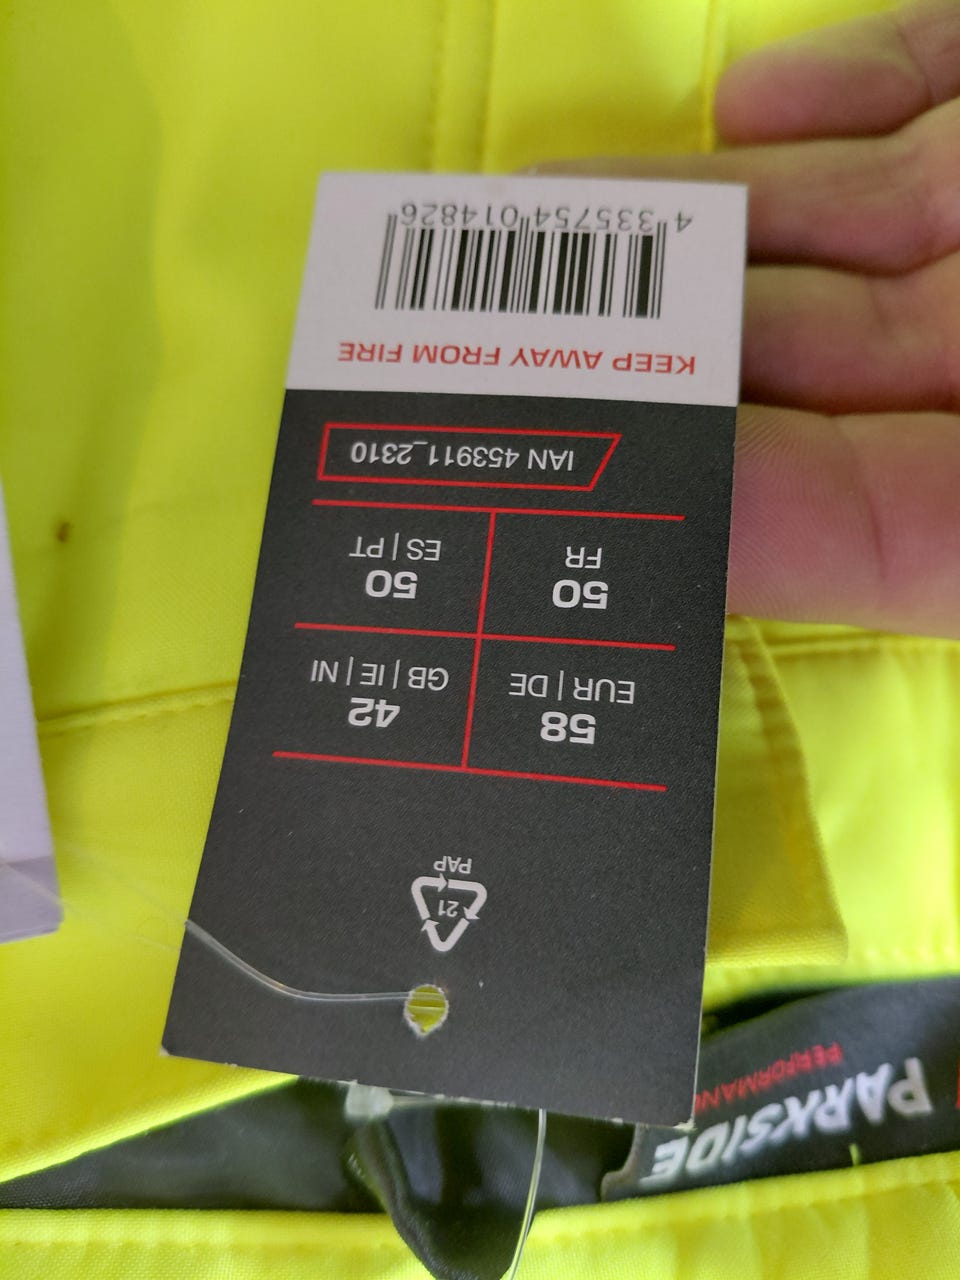 PARKSIDE
21
PAP
58
EUR | DE
42
GB | IE | NI
50
FR
50
ES | PT
IAN 453911_2310
KEEP AWAY FROM FIRE
4 335754 014826